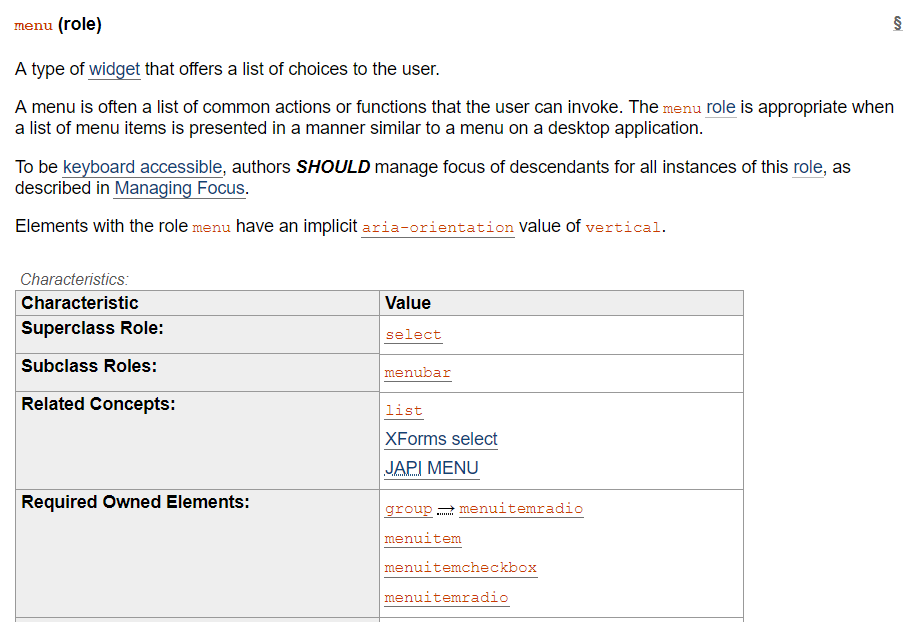 menu (role) §
A type of widget that offers a list of choices to the user.
A menu is often a list of common actions or functions that the user can invoke. The menu role is appropriate when
a list of menu items is presented in a manner similar to a menu on a desktop application.
To be keyboard accessible, authors SHOULD manage focus of descendants for all instances of this role, as
described in Managing Focus.
Elements with the role menu have an implicit aria-orientation value of vertical.
Characteristics:
Characteristic Value
Superclass Role: select
Subclass Roles: menubar
Related Concepts: list
XForms select
JAPI MENU
Required Owned Elements: group → menuitemradio
menuitem
menuitemcheckbox
menuitemradio